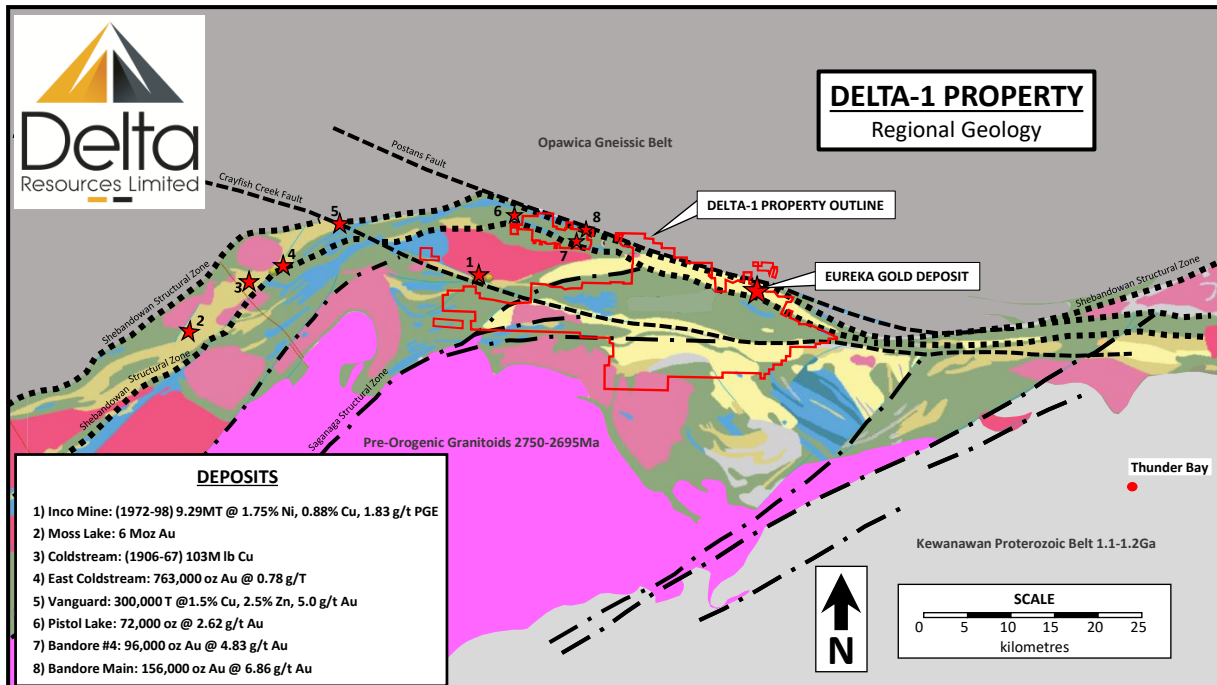 Delta
Resources Limited
DELTA-1 PROPERTY
Regional Geology
Opawica Gneissic Belt
Postans Fault
Crayfish Creek Fault
DELTA-1 PROPERTY OUTLINE
EUREKA GOLD DEPOSIT
5
6
8
7
4
1
3
2
Shebandowan Structural Zone
Shebandowan Structural Zone
Shebandowan Structural Zone
Saganaga Structural Zone
Pre-Orogenic Granitoids 2750-2695Ma
Thunder Bay
Kewanawan Proterozoic Belt 1.1-1.2Ga
DEPOSITS
1) Inco Mine: (1972-98) 9.29MT @ 1.75% Ni, 0.88% Cu, 1.83 g/t PGE
2) Moss Lake: 6 Moz Au
3) Coldstream: (1906-67) 103M lb Cu
4) East Coldstream: 763,000 oz Au @ 0.78 g/T
5) Vanguard: 300,000 T @1.5% Cu, 2.5% Zn, 5.0 g/t Au
6) Pistol Lake: 72,000 oz @ 2.62 g/t Au
7) Bandore #4: 96,000 oz Au @ 4.83 g/t Au
8) Bandore Main: 156,000 oz Au @ 6.86 g/t Au
N
SCALE
0 5 10 15 20 25
kilometres